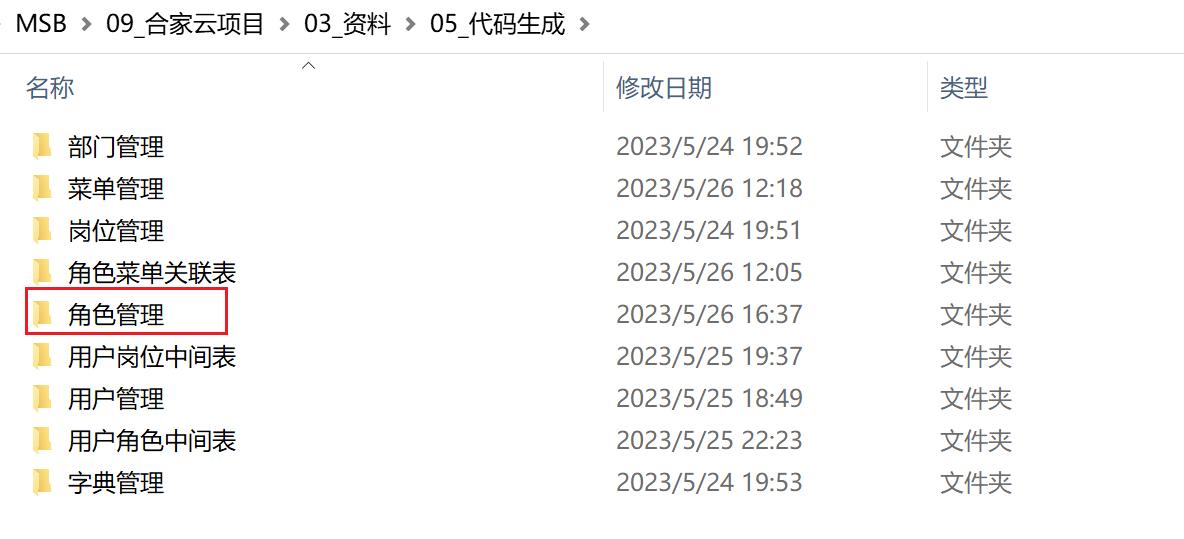 MSB > 09_合家云项目 > 03_资料 > 05_代码生成 >
名称 修改日期 类型
部门管理 2023/5/24 19:52 文件夹
菜单管理 2023/5/26 12:18 文件夹
岗位管理 2023/5/24 19:51 文件夹
角色菜单关联表 2023/5/26 12:05 文件夹
角色管理 2023/5/26 16:37 文件夹
用户岗位中间表 2023/5/25 19:37 文件夹
用户管理 2023/5/25 18:49 文件夹
用户角色中间表 2023/5/25 22:23 文件夹
字典管理 2023/5/24 19:53 文件夹